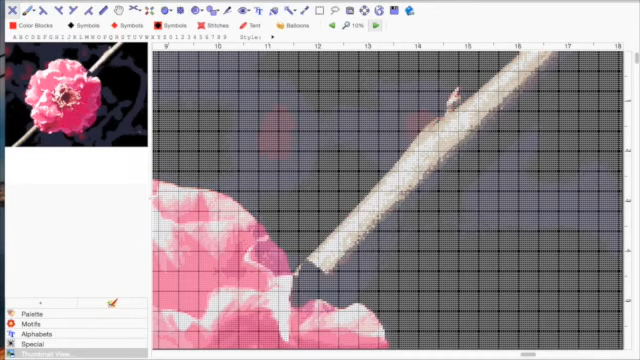 Color Blocks Symbols Symbols Symbols Stitches Tent Balloons 10%
A B C D E F G H I J K L M N O P Q R S T U V W X Y Z 0 1 2 3 4 5 6 7 8 9 Style:
9 10 11 12 13 14 15 16 17 18
Palette
Motifs
Alphabets
Special
Thumbnail View...